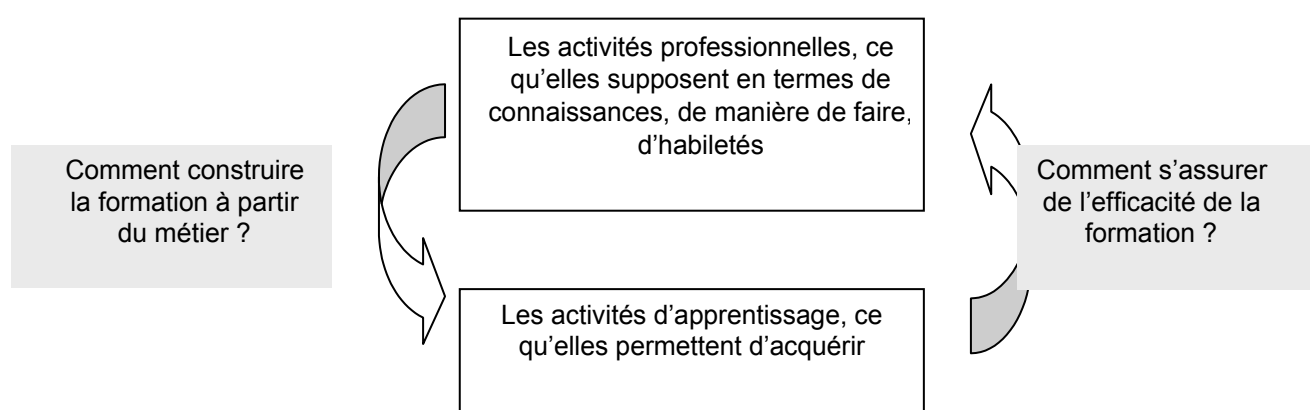 Les activités professionnelles, ce
qu’elles supposent en termes de
connaissances, de manière de faire,
d’habiletés
Comment construire
la formation à partir
du métier ?
Comment s’assurer
de l’efficacité de la
formation ?
Les activités d’apprentissage, ce
qu’elles permettent d’acquérir